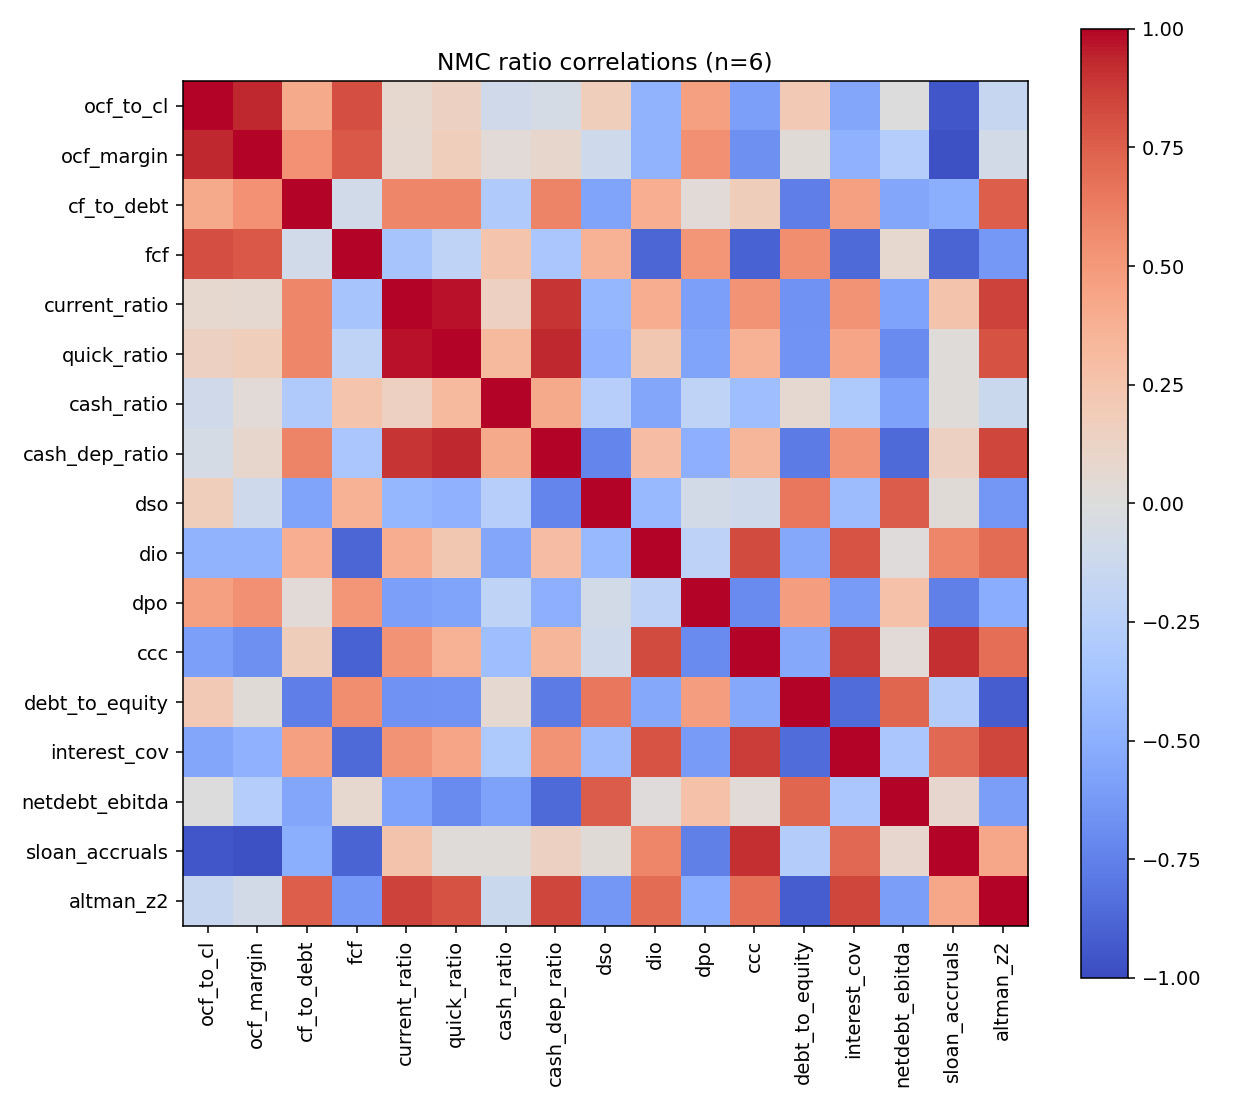 NMC ratio correlations (n=6)
ocf_to_cl
ocf_margin
cf_to_debt
fcf
current_ratio
quick_ratio
cash_ratio
cash_dep_ratio
dso
dio
dpo
ccc
debt_to_equity
interest_cov
netdebt_ebitda
sloan_accruals
altman_z2
ocf_to_cl
ocf_margin
cf_to_debt
fcf
current_ratio
quick_ratio
cash_ratio
cash_dep_ratio
dso
dio
dpo
ccc
debt_to_equity
interest_cov
netdebt_ebitda
sloan_accruals
altman_z2
1.00
0.75
0.50
0.25
0.00
−0.25
−0.50
−0.75
−1.00